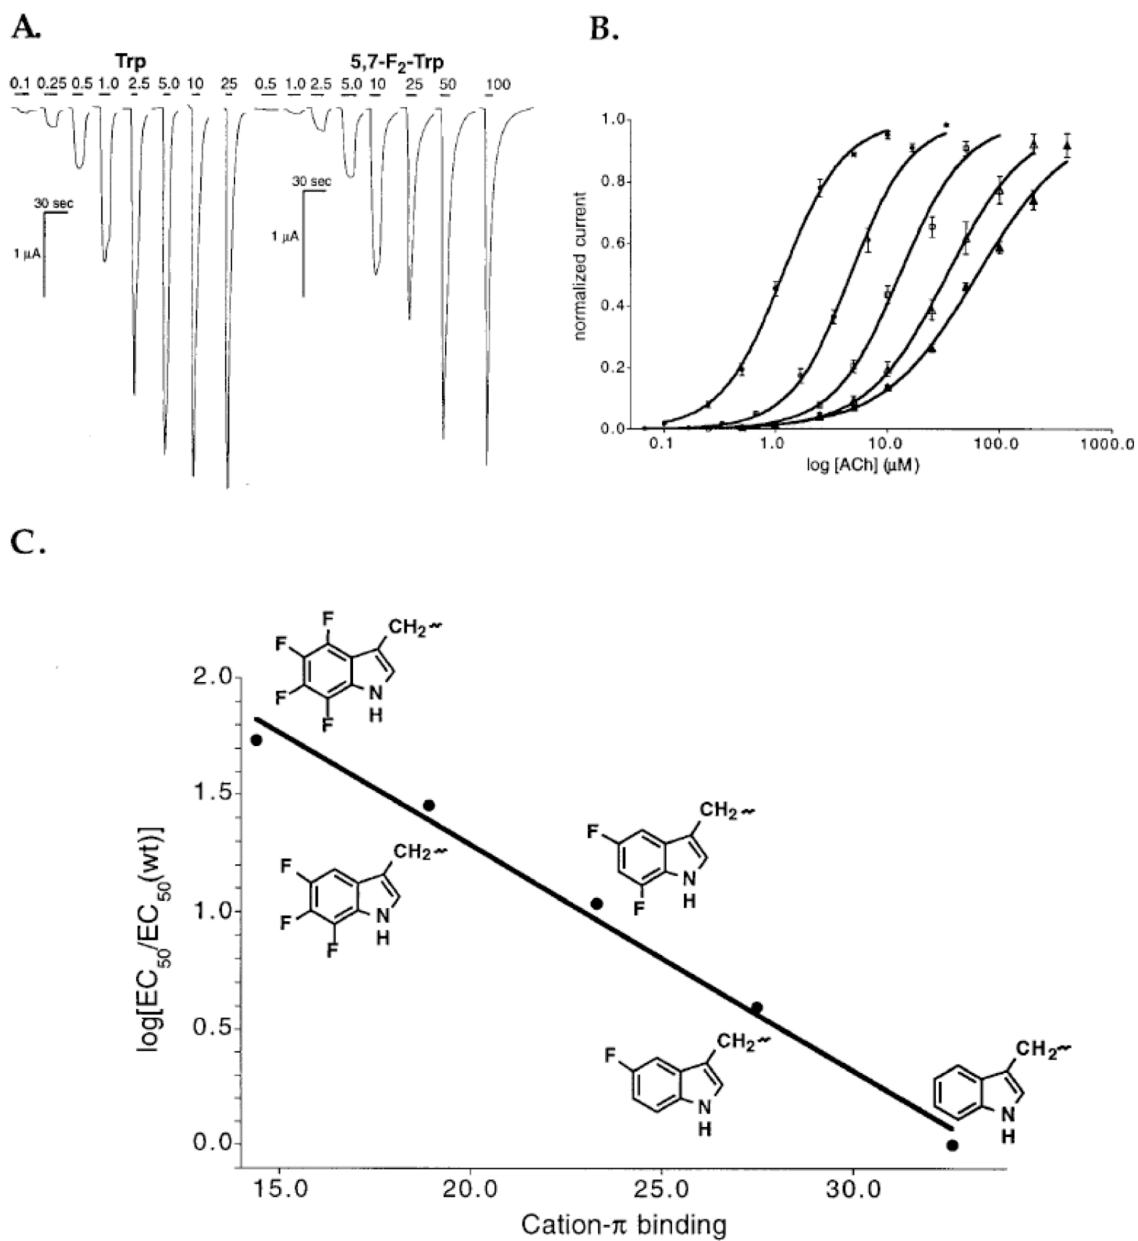 A.
Trp
5,7-F2-Trp
0.1 0.25 0.5 1.0 2.5 5.0 10 25
0.5 1.0 2.5 5.0 10 25 50 100
30 sec
1 μA
30 sec
1 μA
B.
1.0
0.8
0.6
0.4
0.2
0.0
normalized current
0.1 1.0 10.0 100.0 1000.0
log [ACh] (μM)
C.
2.0
1.5
1.0
0.5
0.0
log[EC50/EC50(wt)]
F F F F N H CH2
F F F N H CH2
F F N H CH2
F N H CH2
N H CH2
15.0 20.0 25.0 30.0
Cation-π binding